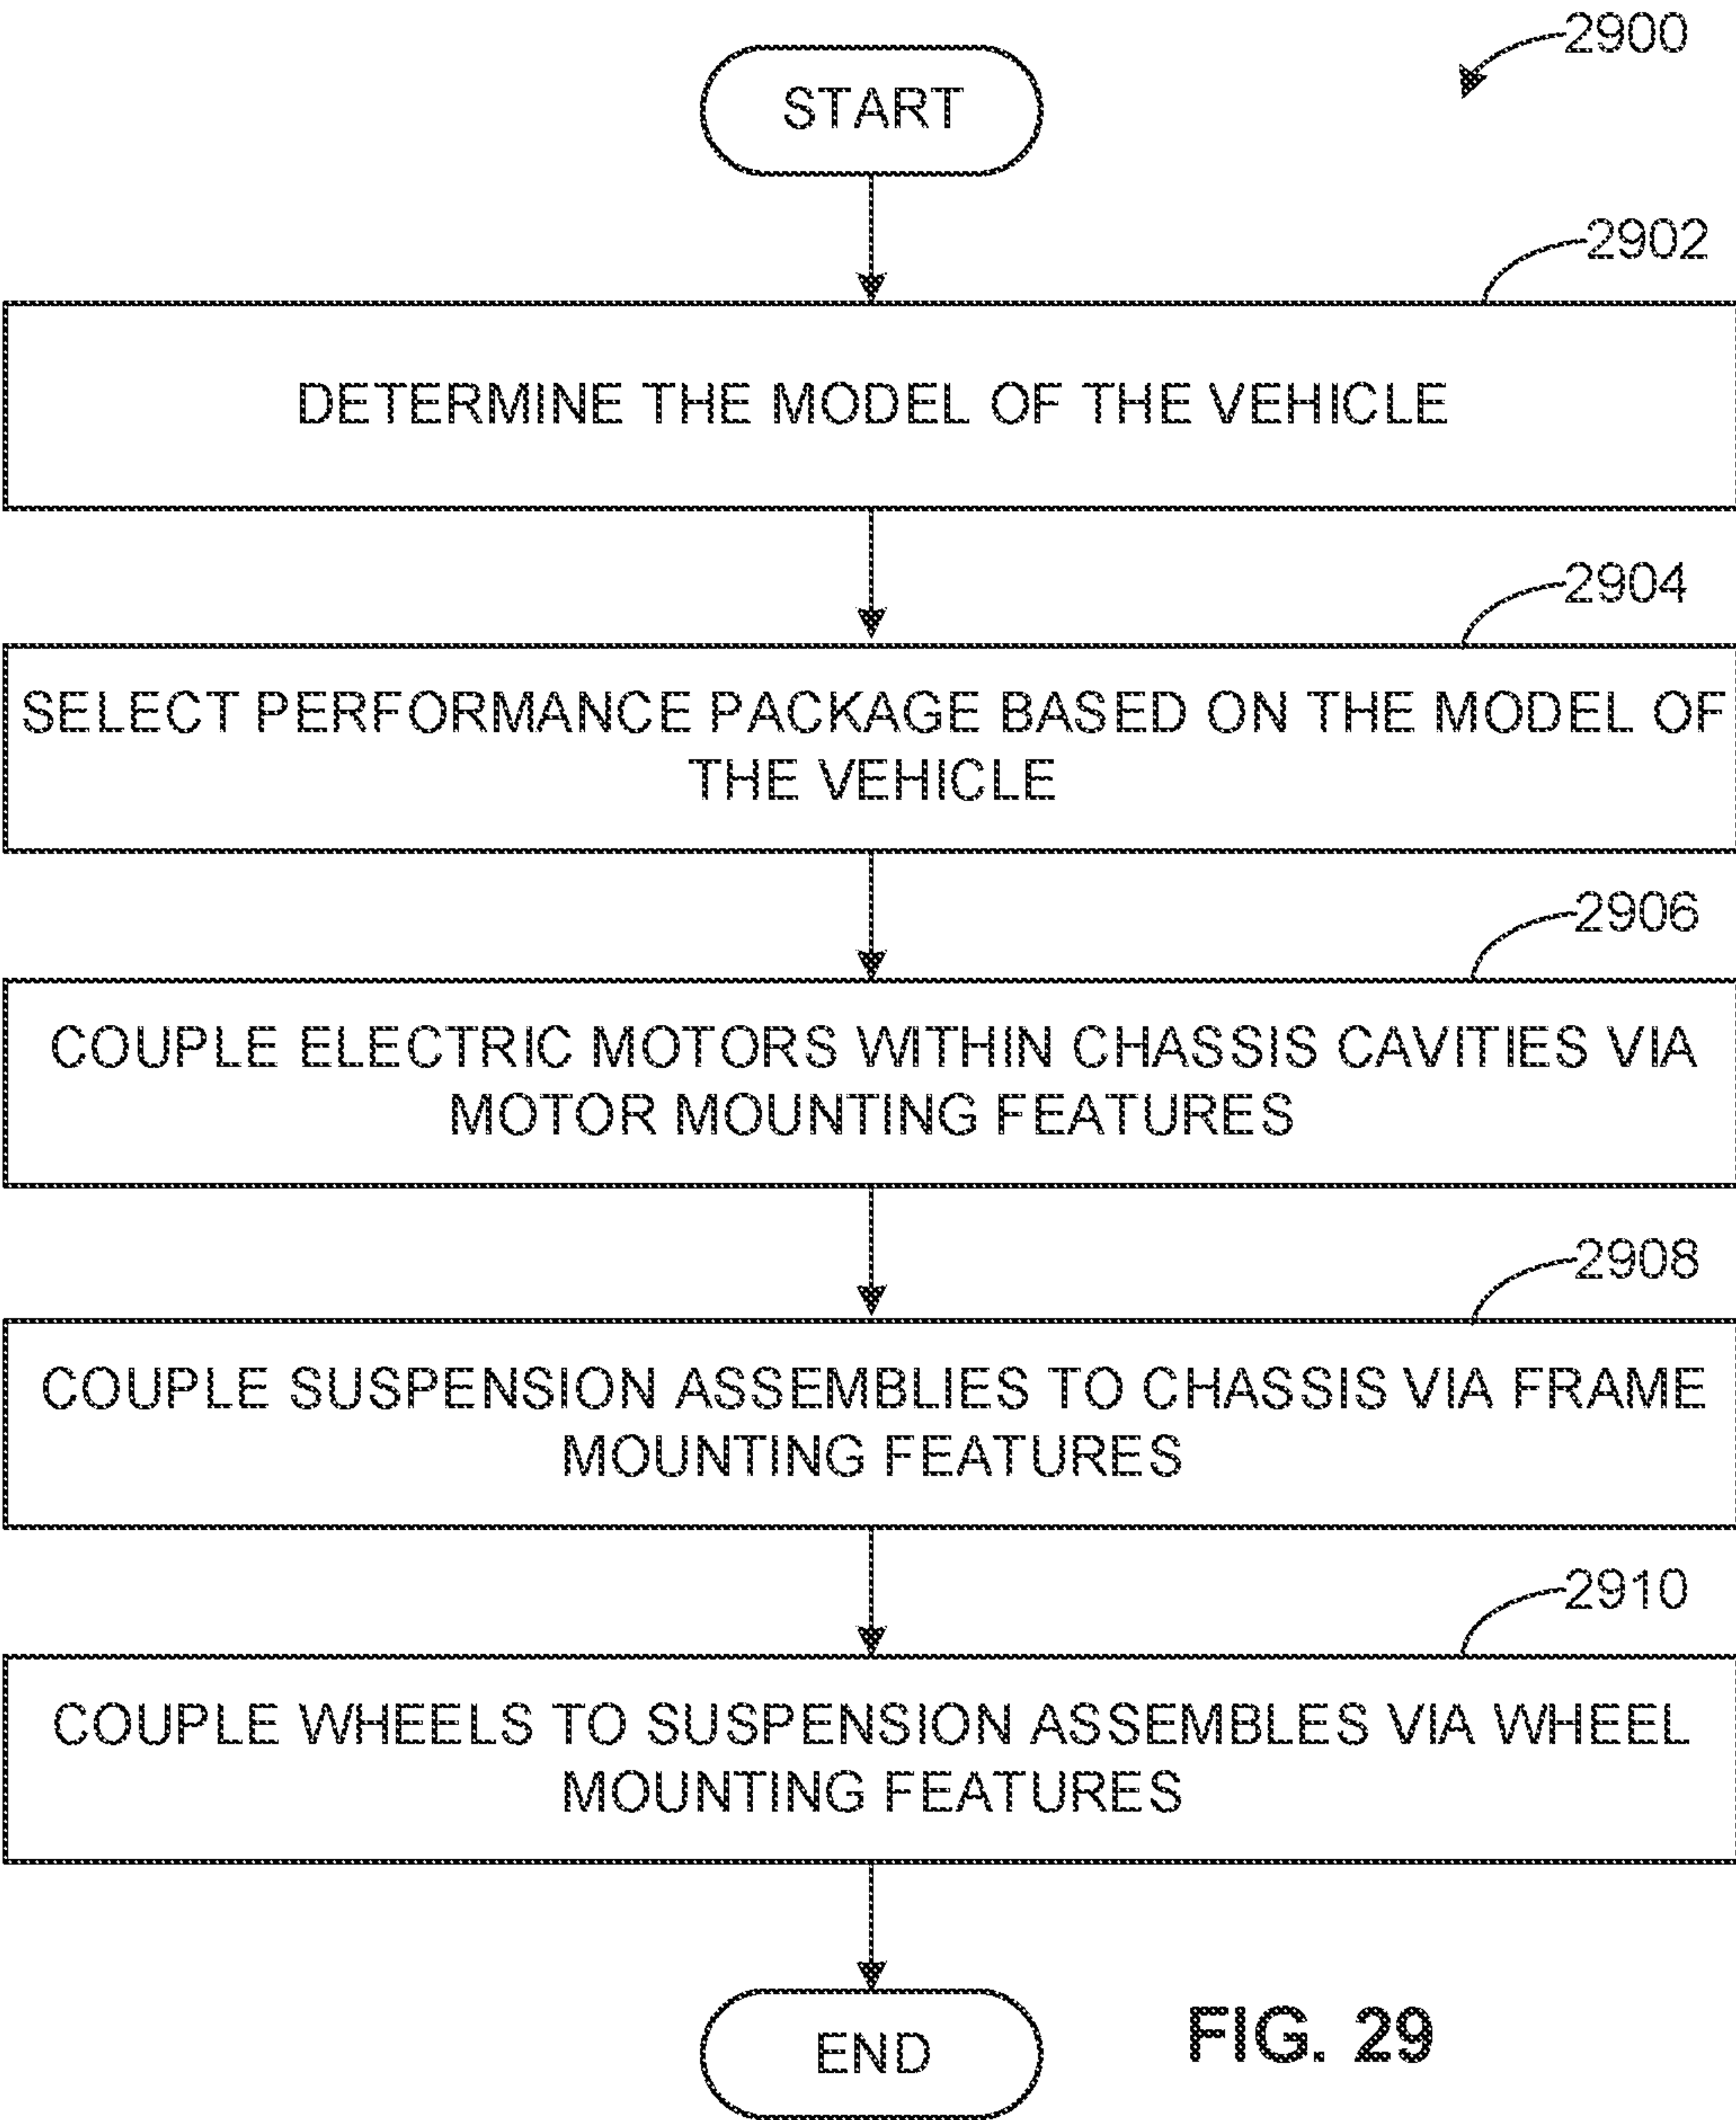 2900
START
2902
DETERMINE THE MODEL OF THE VEHICLE
2904
SELECT PERFORMANCE PACKAGE BASED ON THE MODEL OF
THE VEHICLE
2906
COUPLE ELECTRIC MOTORS WITHIN CHASSIS CAVITIES VIA
MOTOR MOUNTING FEATURES
2908
COUPLE SUSPENSION ASSEMBLIES TO CHASSIS VIA FRAME
MOUNTING FEATURES
2910
COUPLE WHEELS TO SUSPENSION ASSEMBLES VIA WHEEL
MOUNTING FEATURES
END
FIG. 29